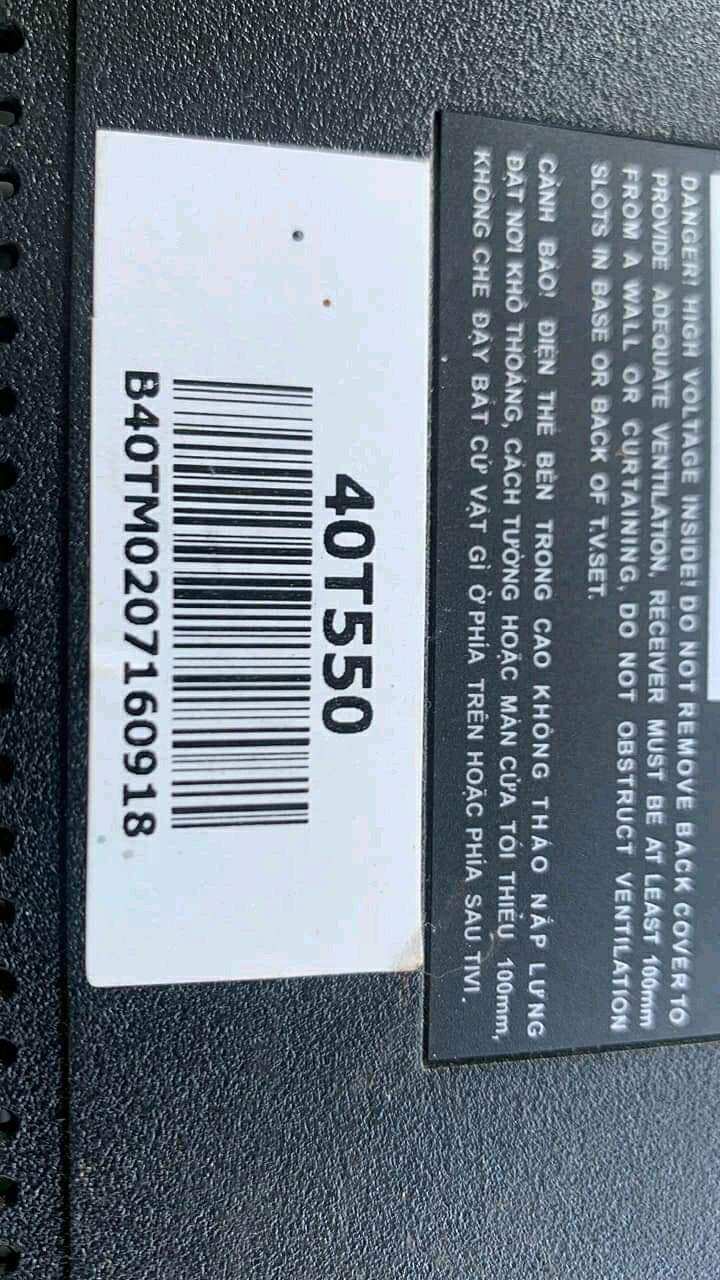 DANGER! HIGH VOLTAGE INSIDE! DO NOT REMOVE BACK COVER TO
PROVIDE ADEQUATE VENTILATION, RECEIVER MUST BE AT LEAST 100mm
FROM A WALL OR CURTAINING, DO NOT OBSTRUCT VENTILATION
SLOTS IN BASE OR BACK OF T.V.SET.
CẢNH BÁO! ĐIỆN THẾ BÊN TRONG CAO KHÔNG THÁO NẮP LƯNG
ĐẶT NƠI KHÔ THOÁNG, CÁCH TƯỜNG HOẶC MÀN CỬA TỐI THIỂU 100mm,
KHÔNG CHE ĐẬY BẤT CỨ VẬT GÌ Ở PHÍA TRÊN HOẶC PHÍA SAU TIVI.
40T550
B40TM0207160918